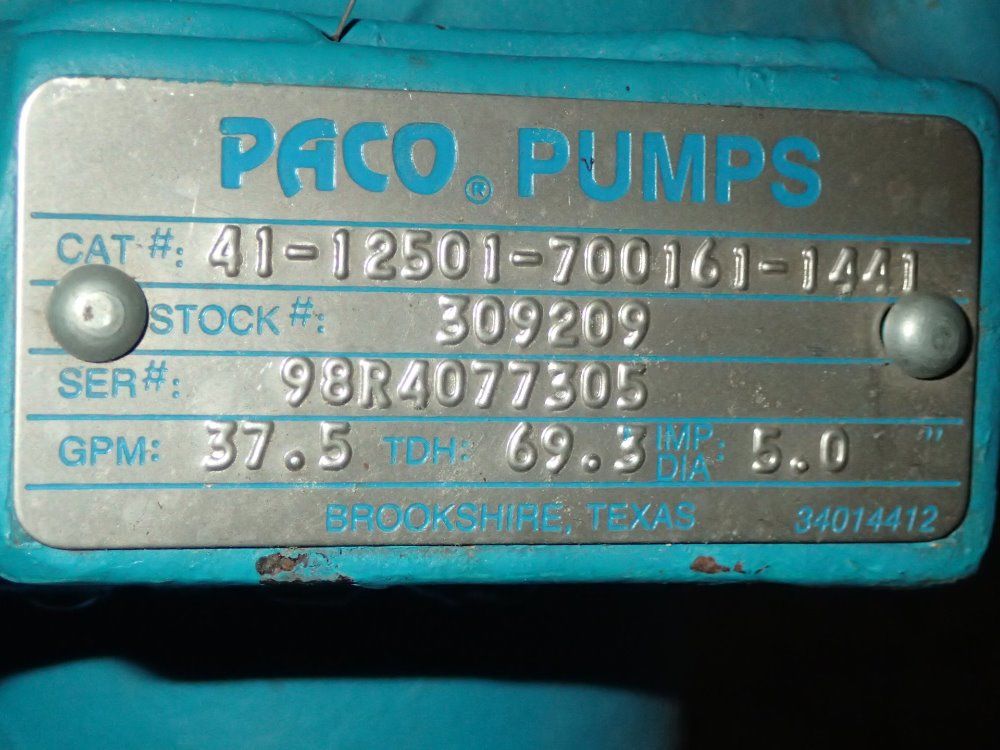 PACO® PUMPS
CAT #: 41-12501-700161-1441
STOCK #: 309209
SER#: 98R4077305
GPM: 37.5 TDH: 69.3' IMP. DIA: 5.0 "
BROOKSHIRE, TEXAS 34014412